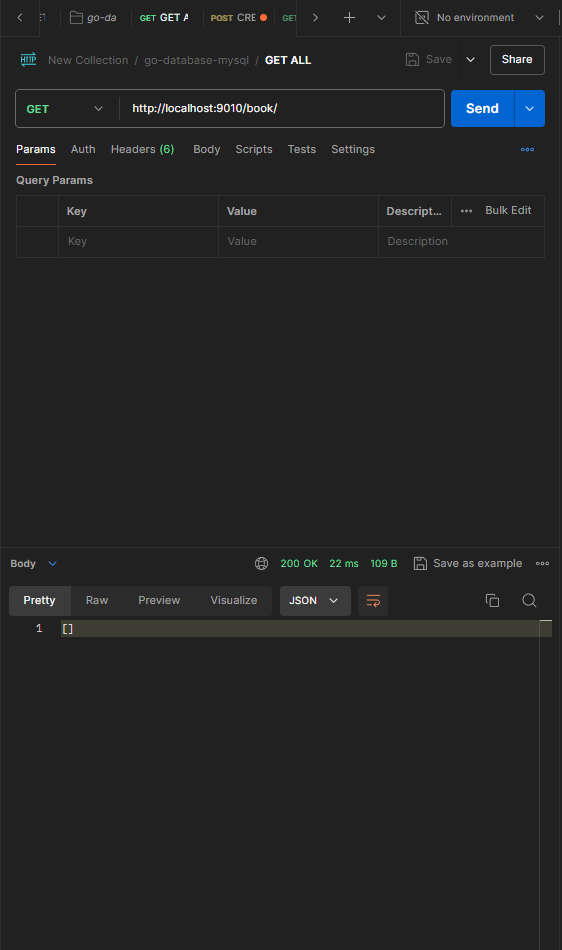 go-da GET GET A POST CRE GET No environment
HTTP New Collection / go-database-mysql / GET ALL Save Share
GET http://localhost:9010/book/ Send
Params Auth Headers (6) Body Scripts Tests Settings
Query Params
Key Value Descript... Bulk Edit
Key Value Description
Body 200 OK 22 ms 109 B Save as example
Pretty Raw Preview Visualize JSON
1 []